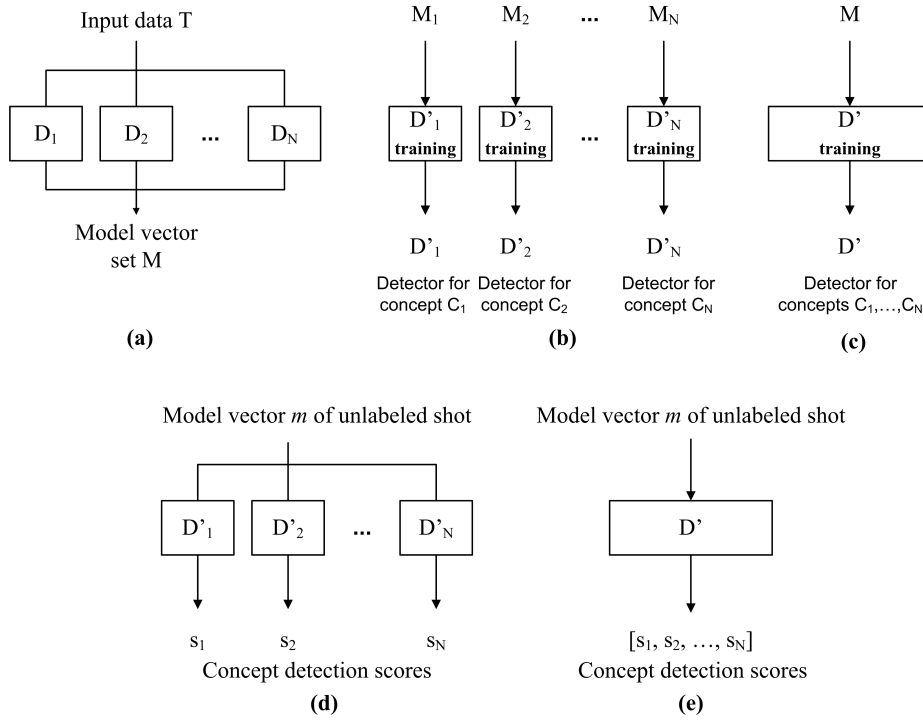 Input data T
D1 D2 ... DN
Model vector
set M
(a)
M1 M2 ... MN
D’1 D’2 ... D’N
training training training
D’1 D’2 D’N
Detector for Detector for Detector for
concept C1 concept C2 concept CN
(b)
M
D’
training
D’
Detector for
concepts C1,…,CN
(c)
Model vector m of unlabeled shot
D’1 D’2 ... D’N
s1 s2 sN
Concept detection scores
(d)
Model vector m of unlabeled shot
D’
[s1, s2, …, sN]
Concept detection scores
(e)